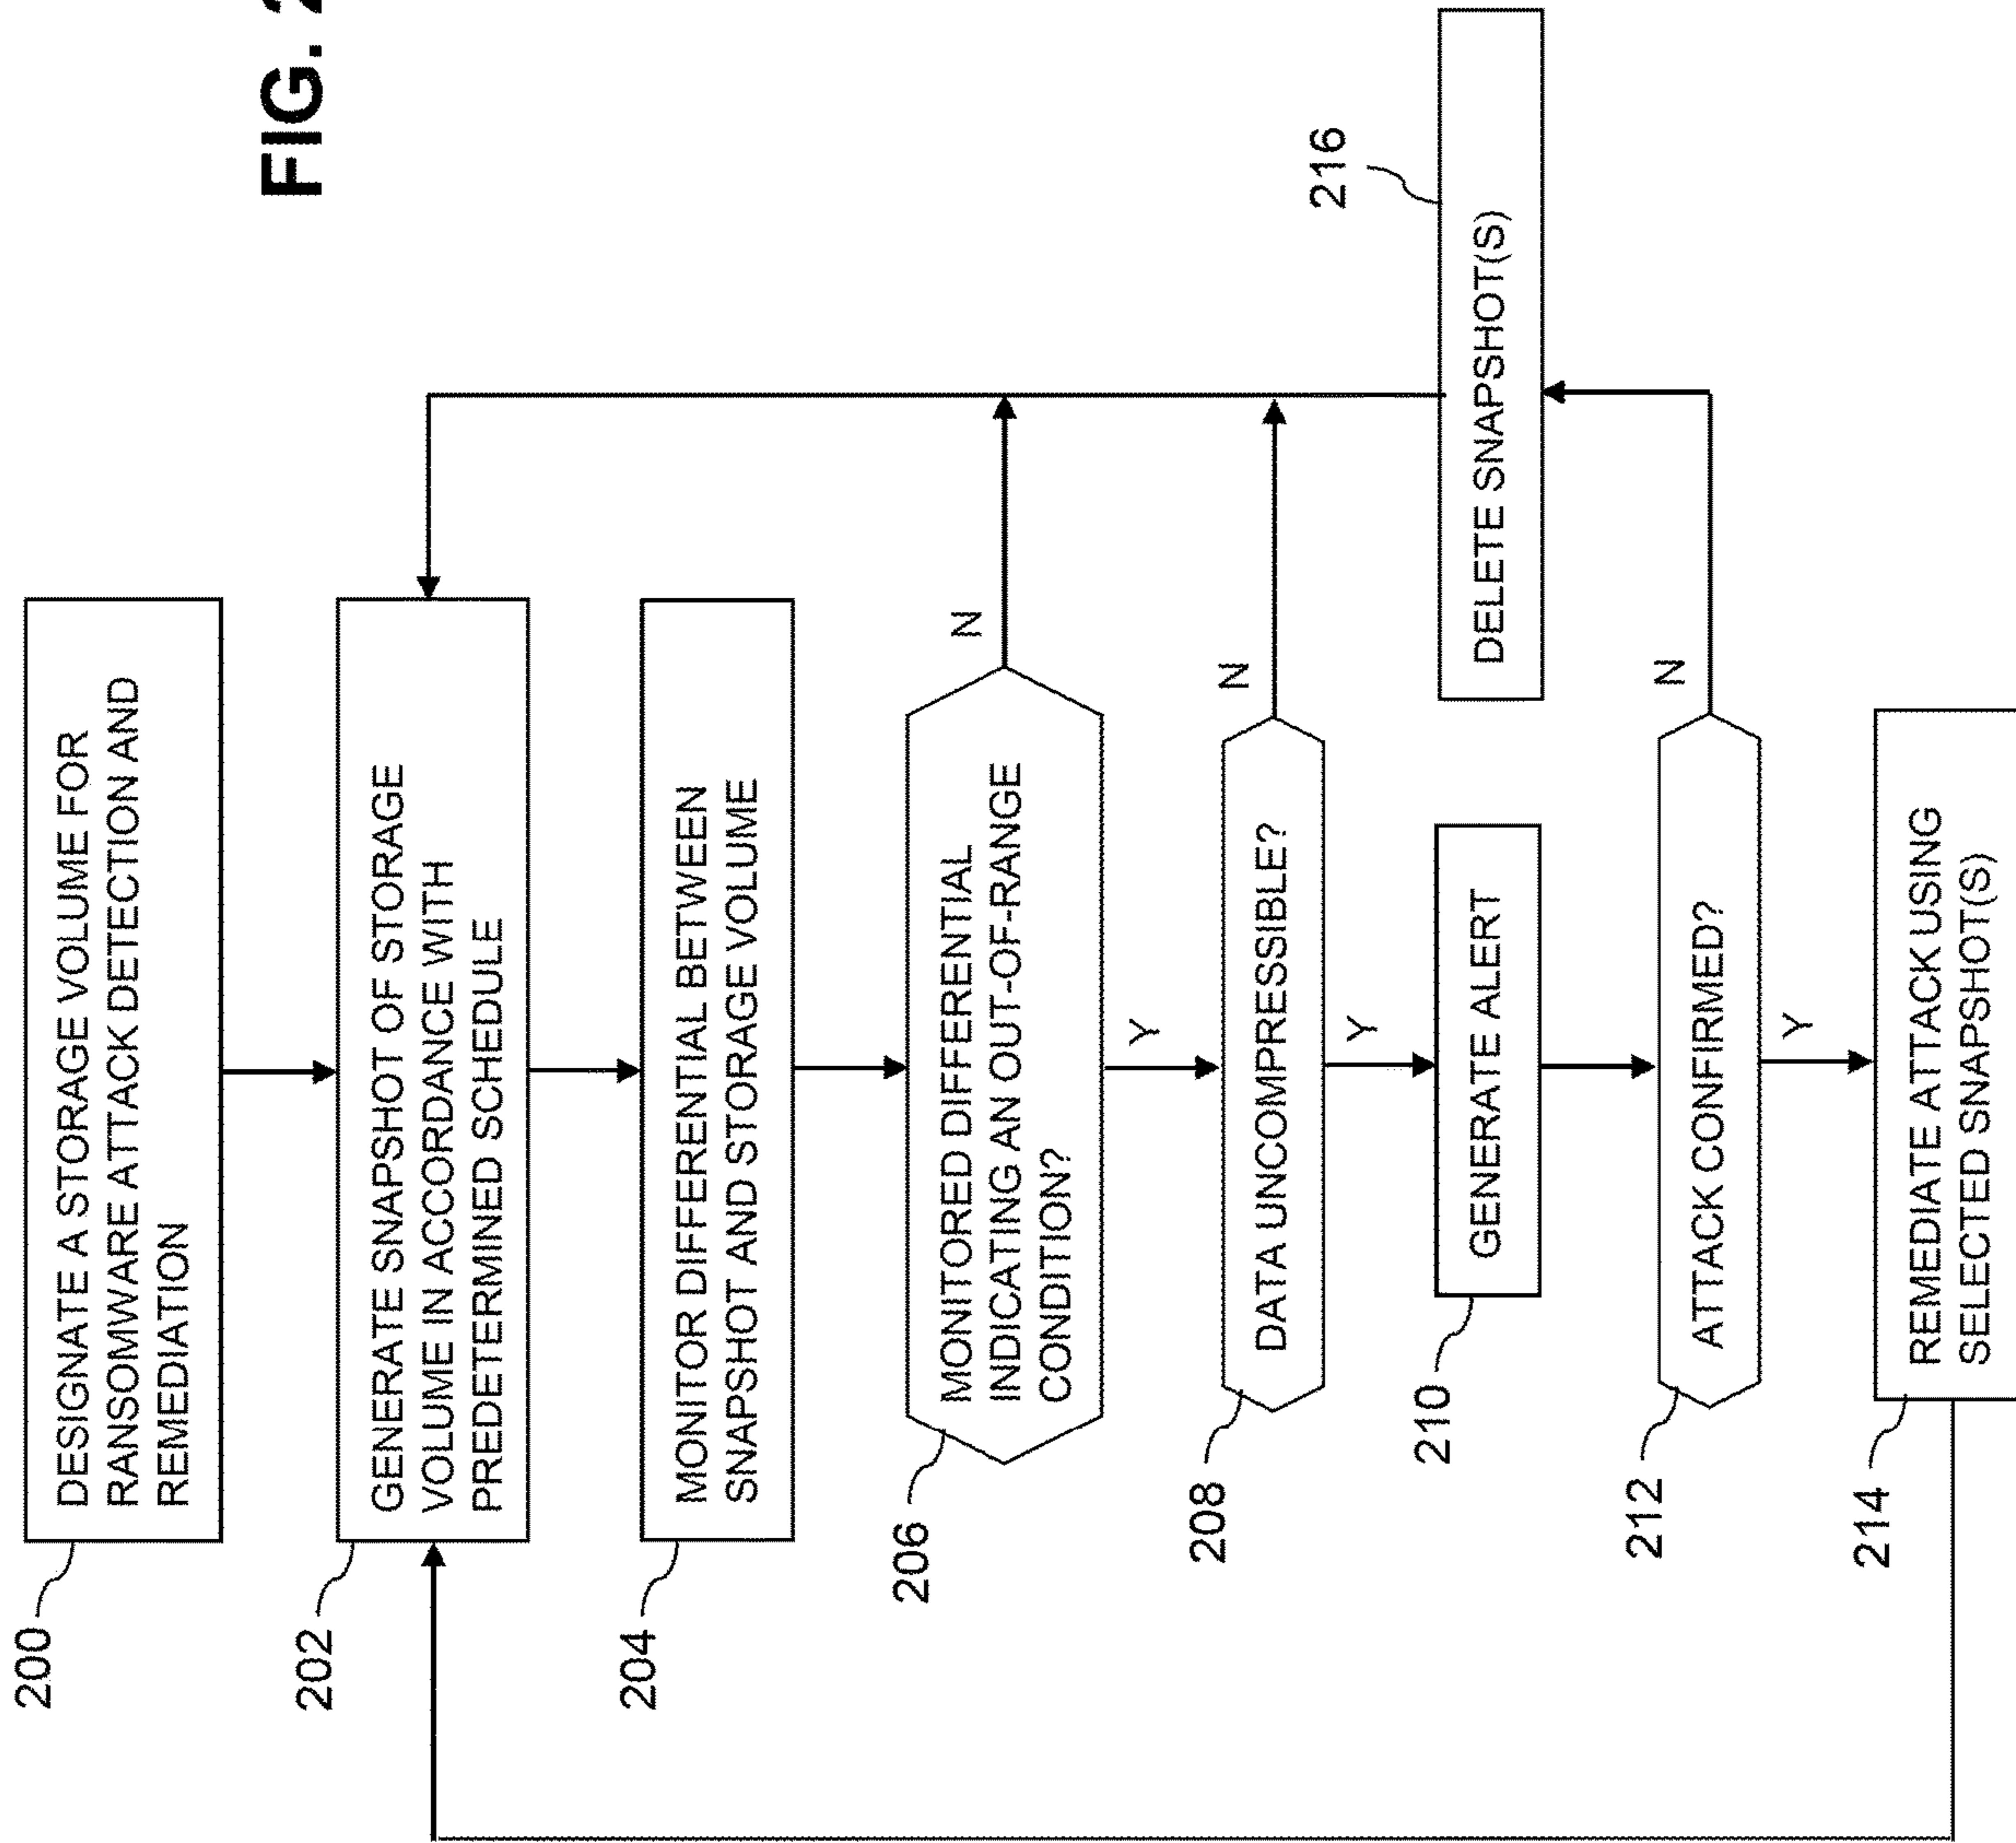 FIG. 2
200
DESIGNATE A STORAGE VOLUME FOR
RANSOMWARE ATTACK DETECTION AND
REMEDIATION
202
GENERATE SNAPSHOT OF STORAGE
VOLUME IN ACCORDANCE WITH
PREDETERMINED SCHEDULE
204
MONITOR DIFFERENTIAL BETWEEN
SNAPSHOT AND STORAGE VOLUME
206
MONITORED DIFFERENTIAL
INDICATING AN OUT-OF-RANGE
CONDITION?
N
Y
208
DATA UNCOMPRESSIBLE?
N
Y
210
GENERATE ALERT
216
DELETE SNAPSHOT(S)
212
ATTACK CONFIRMED?
N
Y
214
REMEDIATE ATTACK USING
SELECTED SNAPSHOT(S)